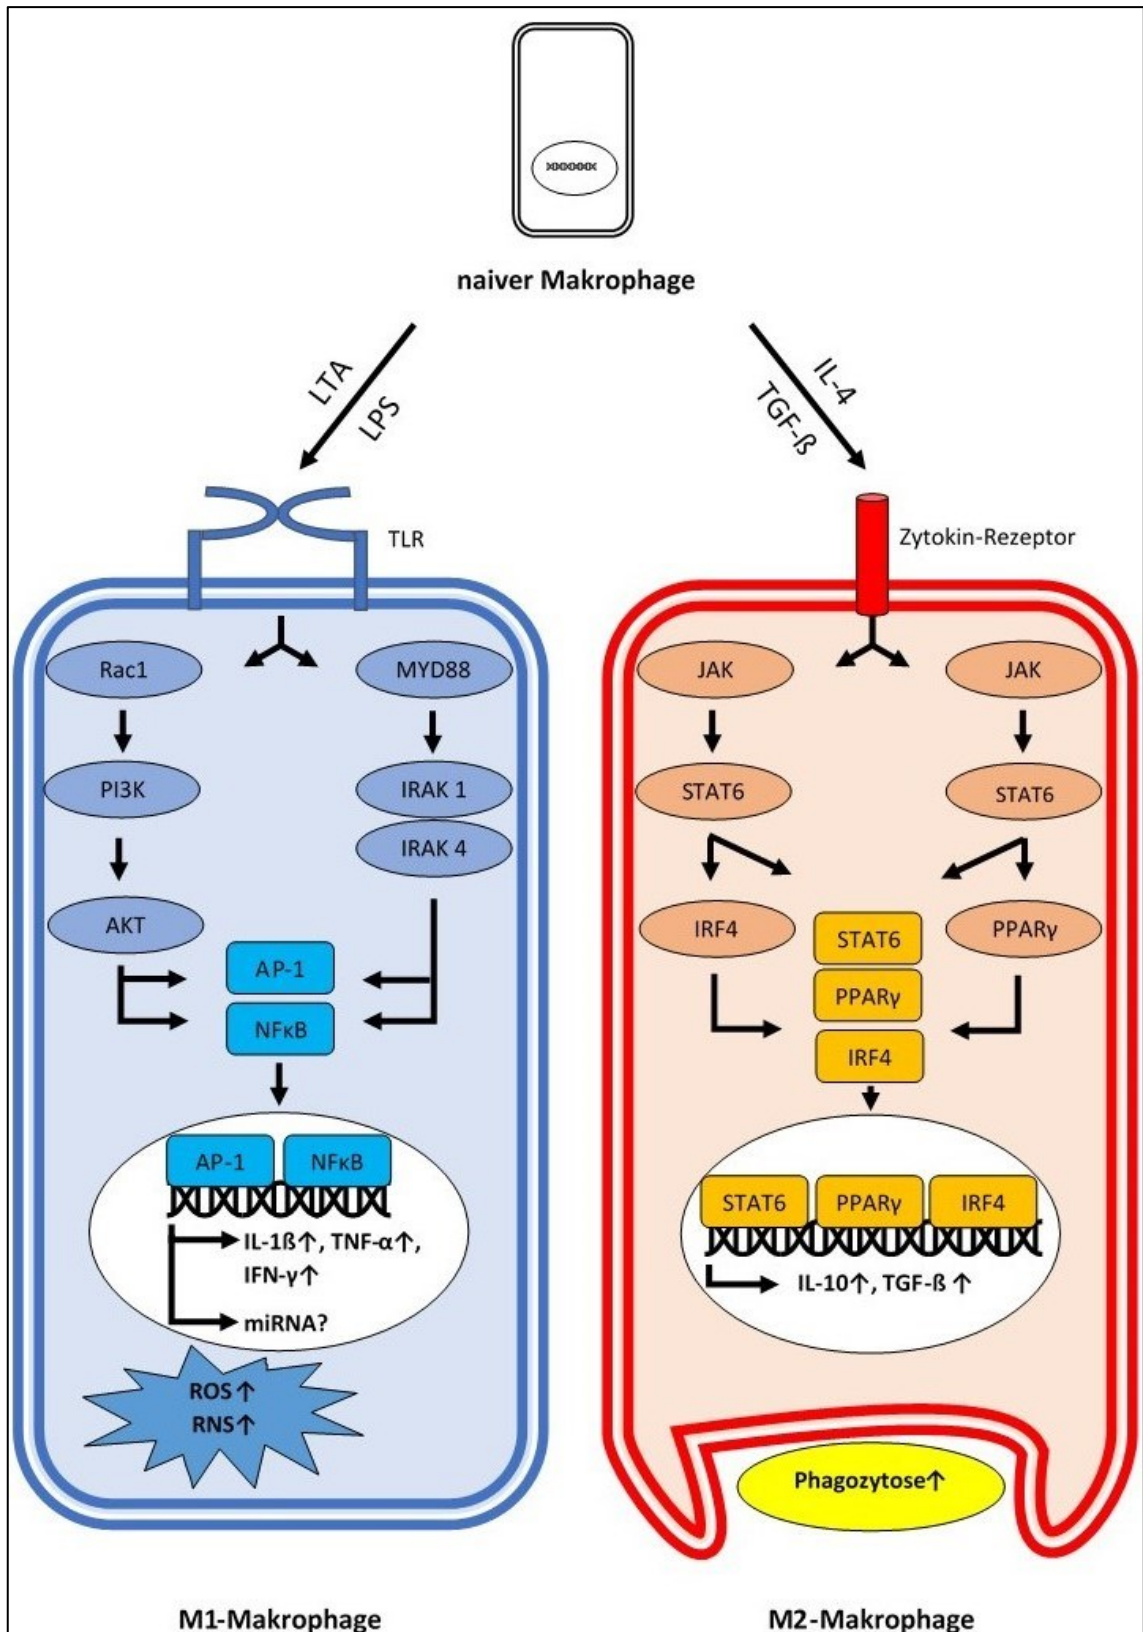 naiver Makrophage
LTA
LPS
IL-4
TGF-ß
TLR
Zytokin-Rezeptor
Rac1
MYD88
PI3K
IRAK 1
IRAK 4
AKT
AP-1
NFκB
AP-1
NFκB
IL-1ß↑, TNF-α↑,
IFN-γ↑
miRNA?
ROS↑
RNS↑
M1-Makrophage
JAK
JAK
STAT6
STAT6
IRF4
PPARγ
STAT6
PPARγ
IRF4
STAT6
PPARγ
IRF4
IL-10↑, TGF-ß ↑
Phagozytose↑
M2-Makrophage